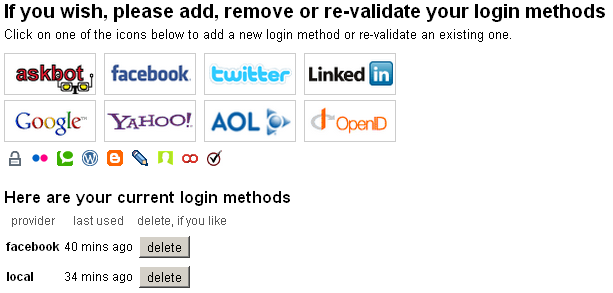 If you wish, please add, remove or re-validate your login methods
Click on one of the icons below to add a new login method or re-validate an existing one.
askbot facebook twitter Linked in
Google YAHOO! AOL OpenID
Here are your current login methods
provider last used delete, if you like
facebook 40 mins ago delete
local 34 mins ago delete